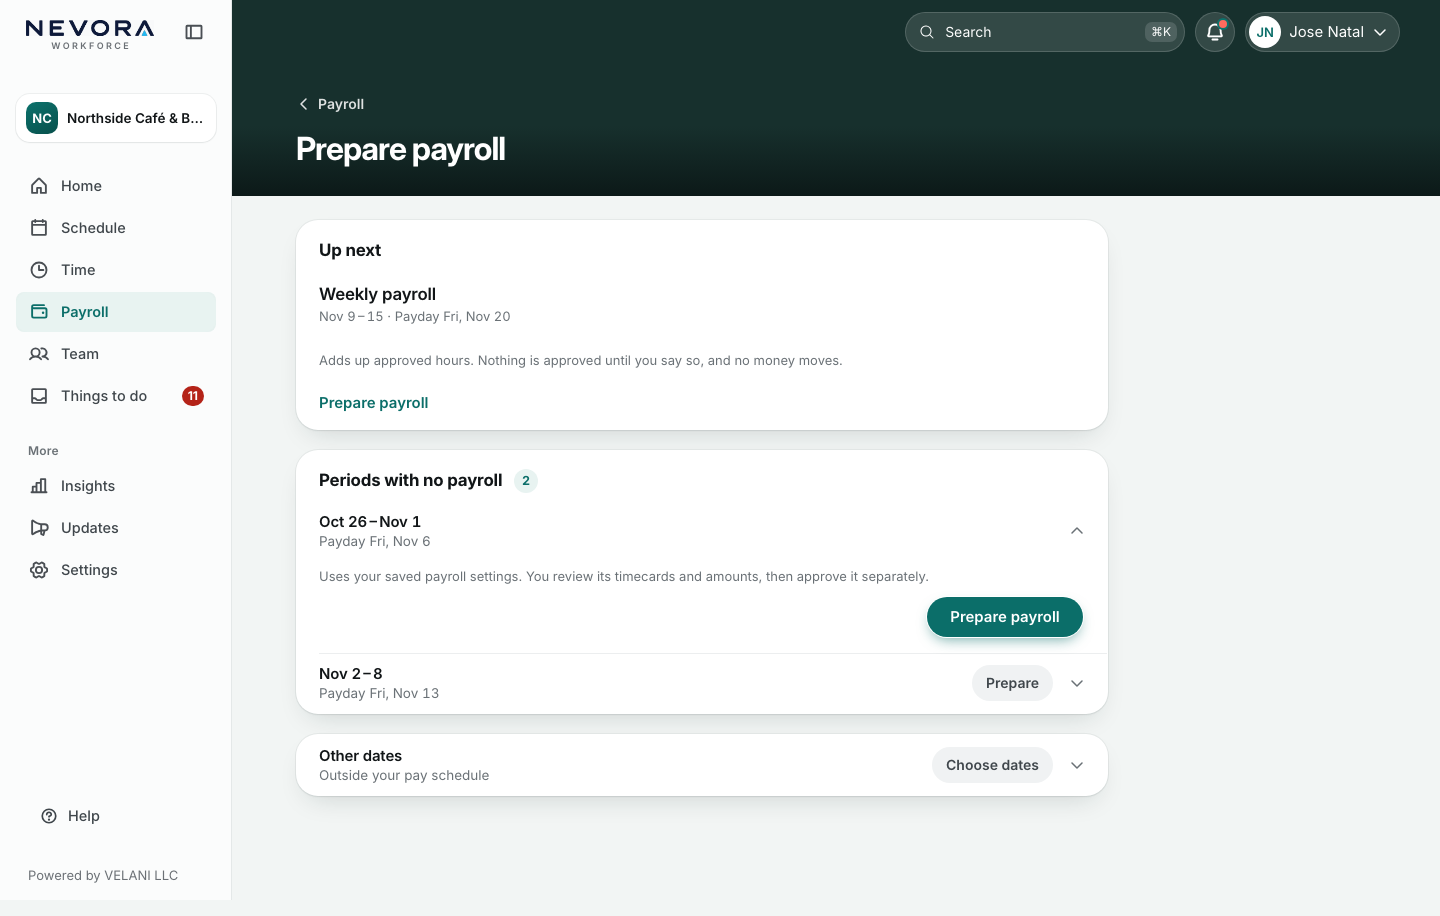 NEVORA
WORKFORCE
Search
⌘K
JN
Jose Natal
NC
Northside Café & B...
Payroll
Prepare payroll
Home
Schedule
Time
Payroll
Team
Things to do
11
More
Insights
Updates
Settings
Help
Powered by VELANI LLC
Up next
Weekly payroll
Nov 9–15 · Payday Fri, Nov 20
Adds up approved hours. Nothing is approved until you say so, and no money moves.
Prepare payroll
Periods with no payroll 2
Oct 26–Nov 1
Payday Fri, Nov 6
Uses your saved payroll settings. You review its timecards and amounts, then approve it separately.
Prepare payroll
Nov 2–8
Payday Fri, Nov 13
Prepare
Other dates
Outside your pay schedule
Choose dates